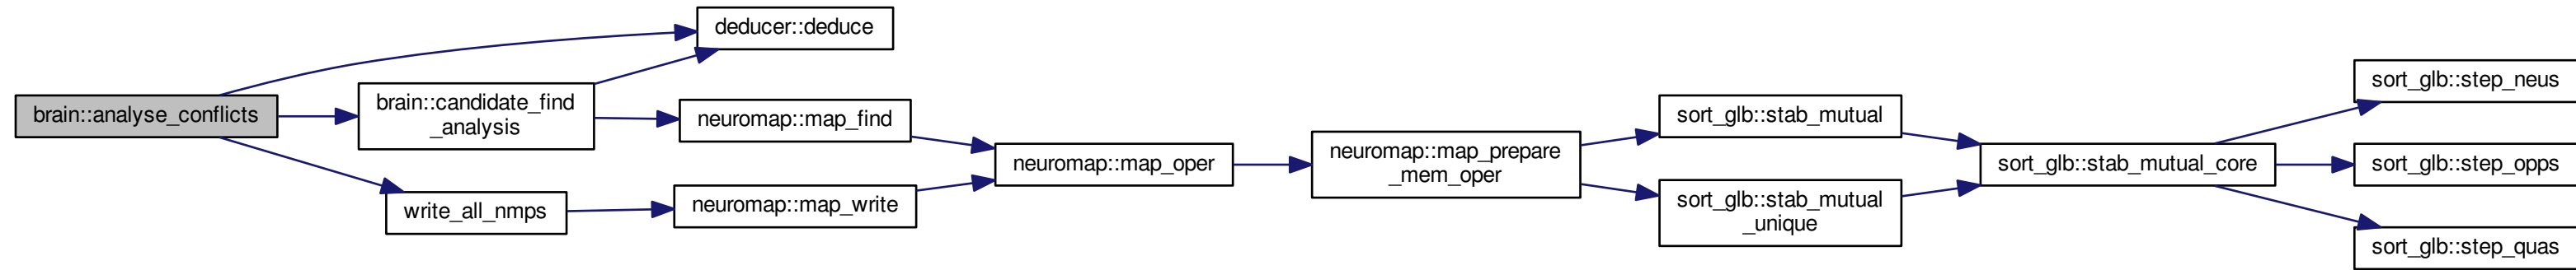 brain::analyse_conflicts
deducer::deduce
brain::candidate_find
_analysis
write_all_nmps
neuromap::map_find
neuromap::map_write
neuromap::map_oper
neuromap::map_prepare
_mem_oper
sort_glb::stab_mutual
sort_glb::stab_mutual
_unique
sort_glb::stab_mutual_core
sort_glb::step_neus
sort_glb::step_opps
sort_glb::step_quas